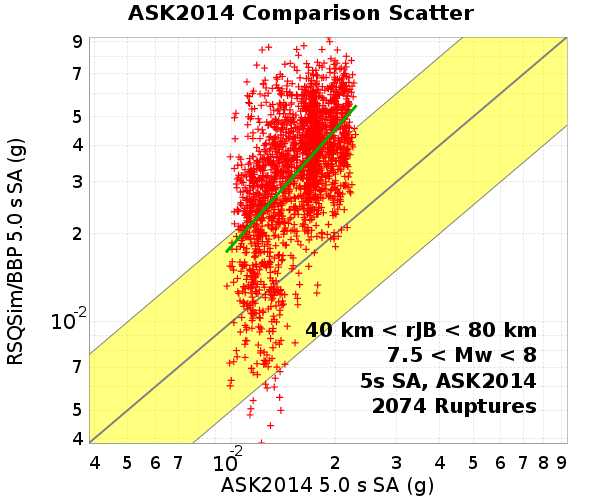 ASK2014 Comparison Scatter
RSQSim/BBP 5.0 s SA (g)
9
7
5
4
3
2
10-2
7
5
4
40 km < rJB < 80 km
7.5 < Mw < 8
5s SA, ASK2014
2074 Ruptures
4 5 6 7 10-2 2 3 4 5 6 7 8 9
ASK2014 5.0 s SA (g)